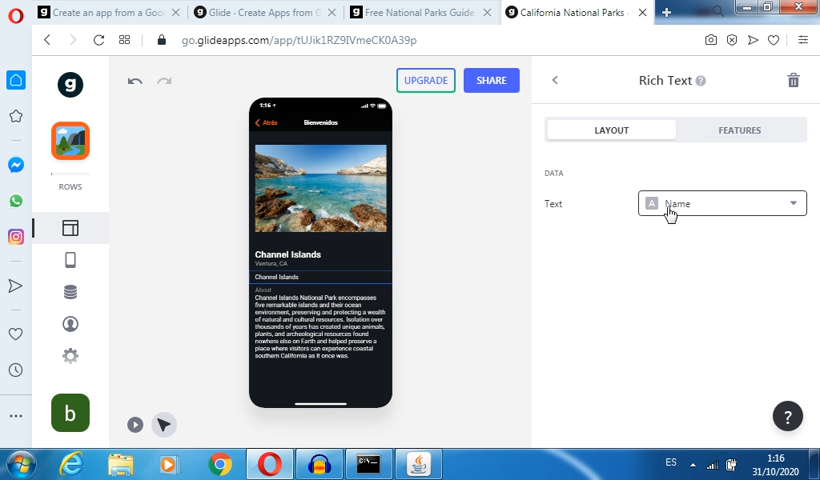 Create an app from a Goo
Glide - Create Apps from G
Free National Parks Guide
California National Parks -
go.glideapps.com/app/tUJik1RZ9IVmeCK0A39p
UPGRADE
SHARE
Rich Text
ROWS
LAYOUT
FEATURES
DATA
Text
A
Name
1:16
Atrás
Bienvenidos
Channel Islands
Ventura, CA
Channel Islands
About
Channel Islands National Park encompasses
five remarkable islands and their ocean
environment, preserving and protecting a wealth
of natural and cultural resources. Isolation over
thousands of years has created unique animals,
plants, and archeological resources found
nowhere else on Earth and helped preserve a
place where visitors can experience coastal
southern California as it once was.
b
?
ES
1:16
31/10/2020